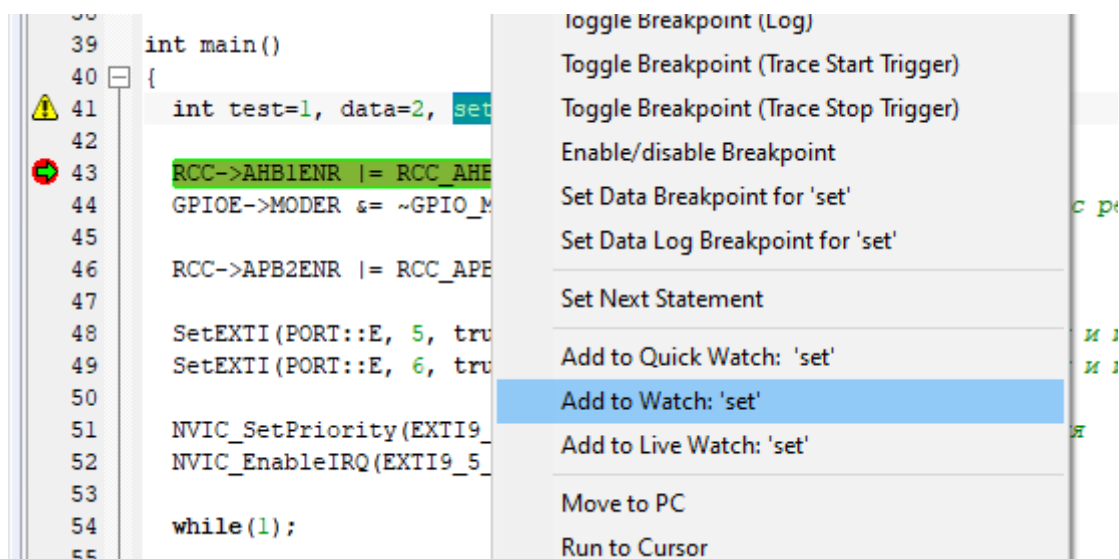 39 int main()
40 {
41 int test=1, data=2, set
42
43 RCC->AHB1ENR |= RCC_AHB
44 GPIOE->MODER &= ~GPIO_M
45
46 RCC->APB2ENR |= RCC_APB
47
48 SetEXTI(PORT::E, 5, tru
49 SetEXTI(PORT::E, 6, tru
50
51 NVIC_SetPriority(EXTI9_
52 NVIC_EnableIRQ(EXTI9_5_
53
54 while(1);
55
Toggle Breakpoint (Log)
Toggle Breakpoint (Trace Start Trigger)
Toggle Breakpoint (Trace Stop Trigger)
Enable/disable Breakpoint
Set Data Breakpoint for 'set'
Set Data Log Breakpoint for 'set'
Set Next Statement
Add to Quick Watch: 'set'
Add to Watch: 'set'
Add to Live Watch: 'set'
Move to PC
Run to Cursor
с ре
и
и
я